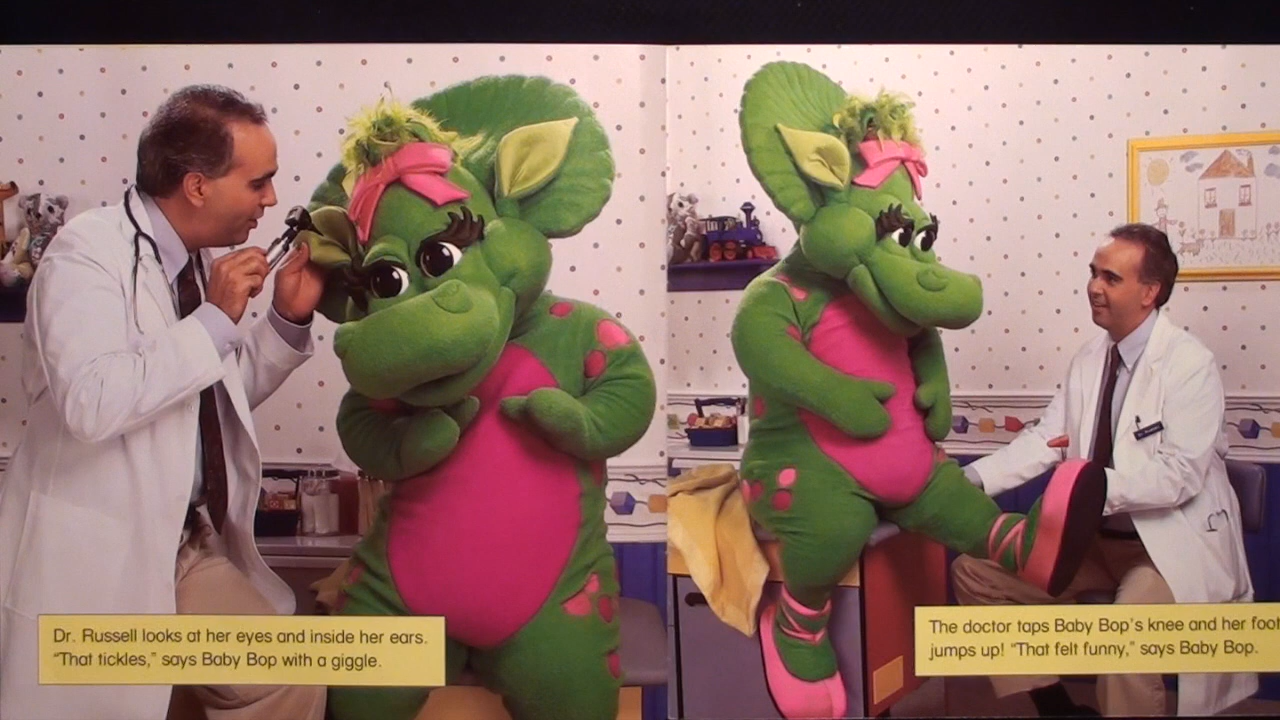 Dr. Russell looks at her eyes and inside her ears.
"That tickles," says Baby Bop with a giggle.
The doctor taps Baby Bop's knee and her foot
jumps up! "That felt funny," says Baby Bop.